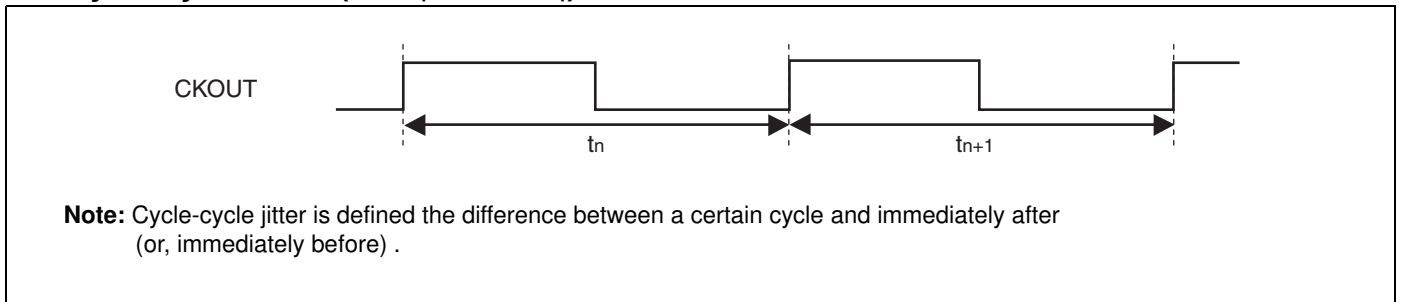 CKOUT
tn
tn+1
Note: Cycle-cycle jitter is defined the difference between a certain cycle and immediately after
(or, immediately before) .